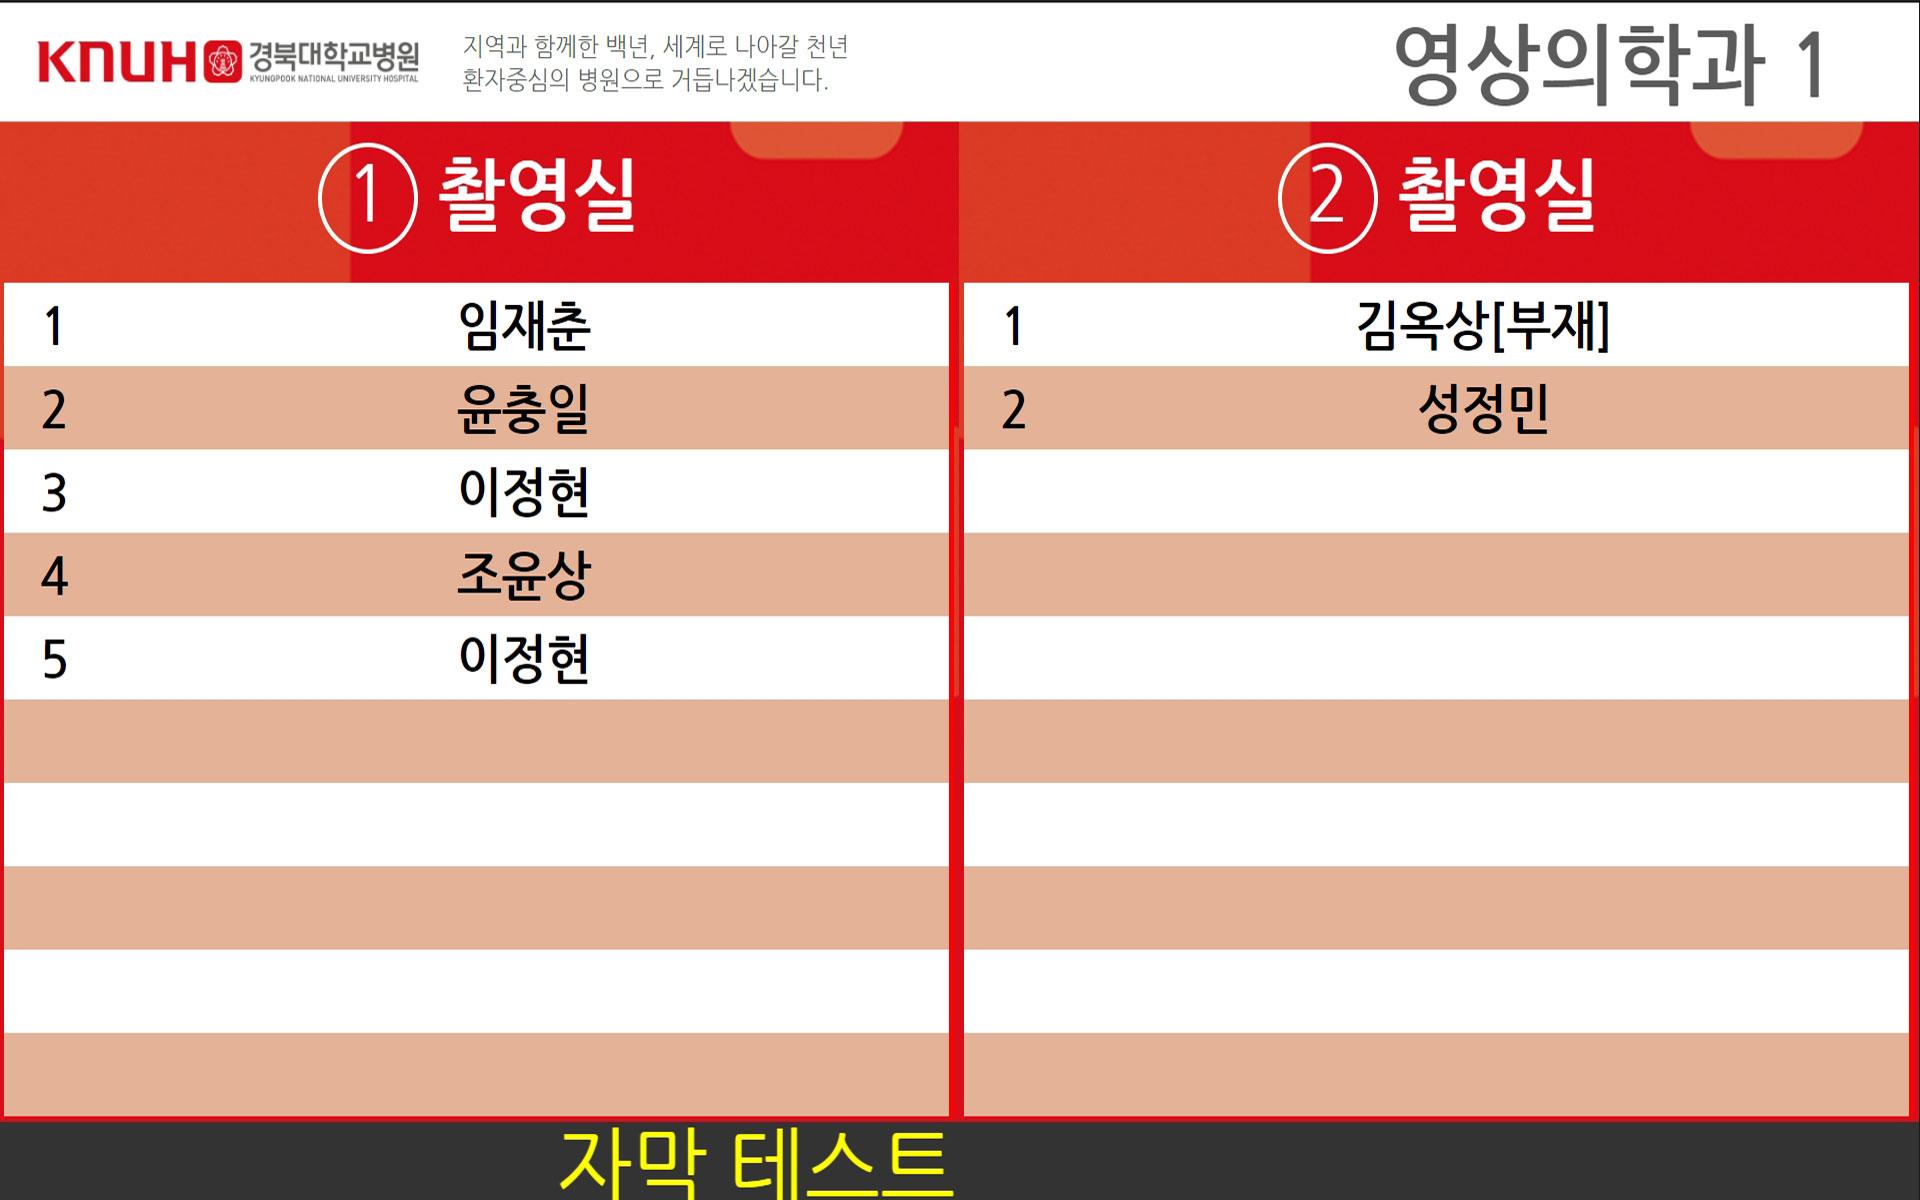 KNUH 경북대학교병원
KYUNGPOOK NATIONAL UNIVERSITY HOSPITAL
지역과 함께한 백년, 세계로 나아갈 천년
환자중심의 병원으로 거듭나겠습니다.
영상의학과 1
1 촬영실
1 임재춘
2 윤충일
3 이정현
4 조윤상
5 이정현
2 촬영실
1 김옥상[부재]
2 성정민
자막 테스트